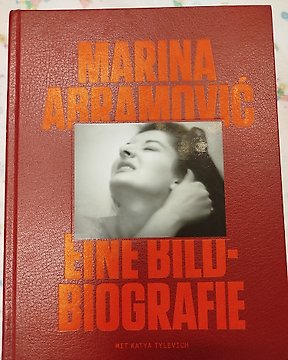 MARINA
ABRAMOVIĆ
EINE BILD-
BIOGRAFIE
MIT KATYA TYLEVICH